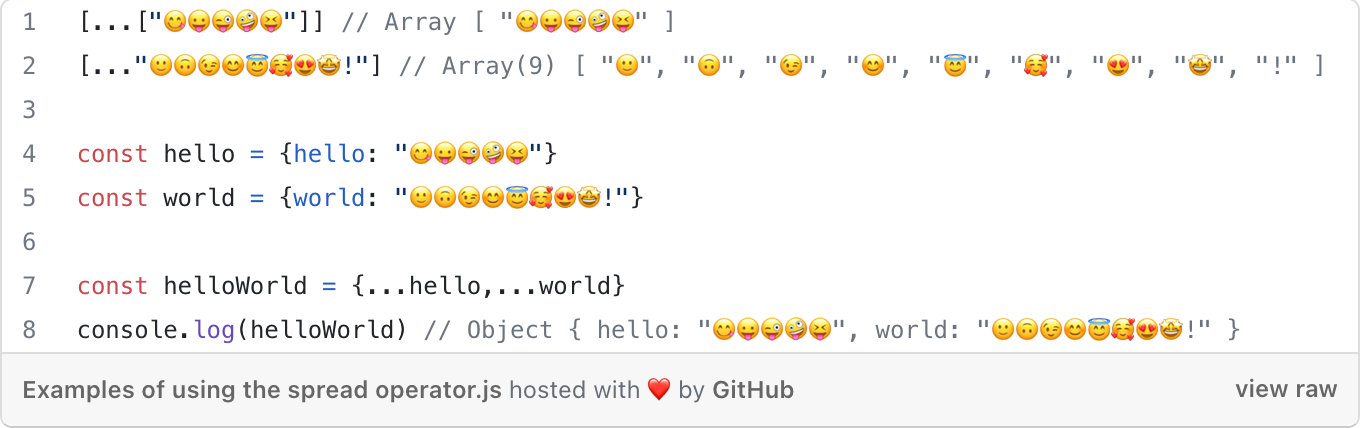 1 [...["😋😛😜🤪😝"]] // Array [ "😋😛😜🤪😝" ]
2 [..."🙂🙃😉😊😇🥰😍🤩!"] // Array(9) [ "🙂", "🙃", "😉", "😊", "😇", "🥰", "😍", "🤩", "!" ]
3
4 const hello = {hello: "😋😛😜🤪😝"}
5 const world = {world: "🙂🙃😉😊😇🥰😍🤩!"}
6
7 const helloWorld = {...hello,...world}
8 console.log(helloWorld) // Object { hello: "😋😛😜🤪😝", world: "🙂🙃😉😊😇🥰😍🤩!" }
Examples of using the spread operator.js hosted with ❤️ by GitHub view raw